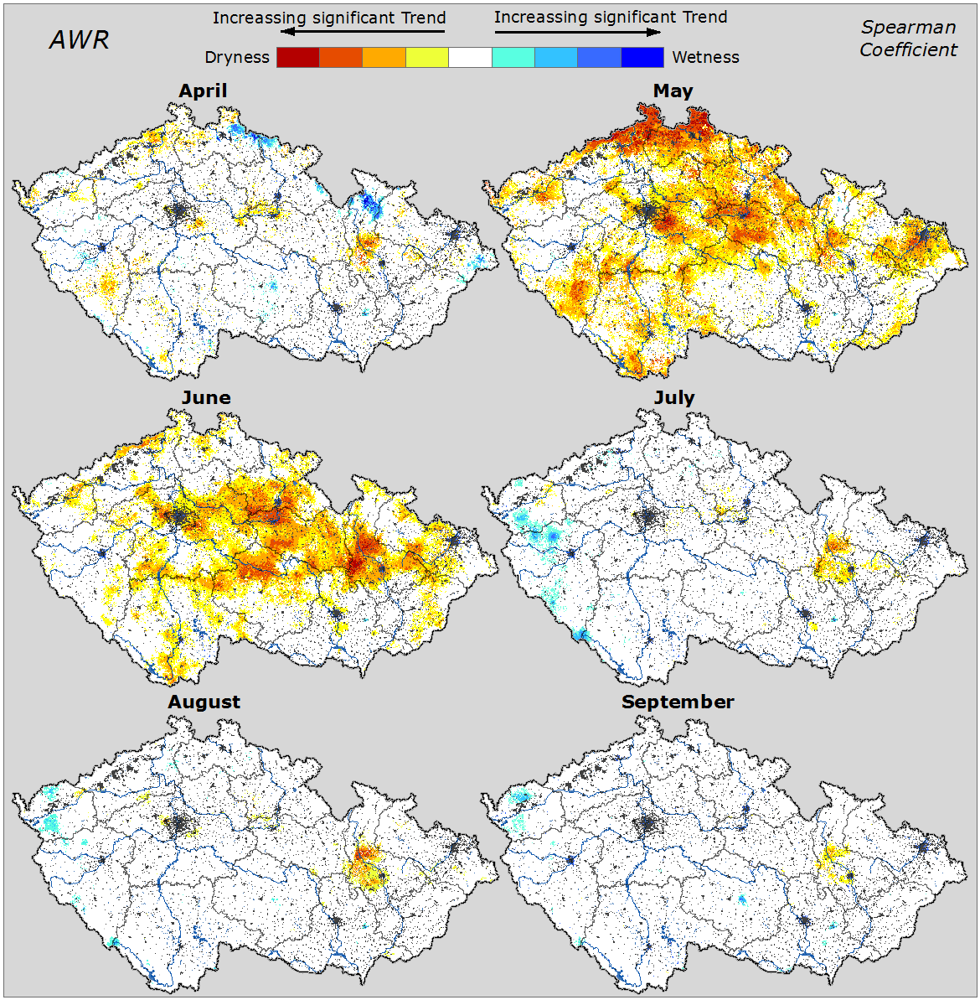 Increassing significant Trend
Increassing significant Trend
AWR
Spearman
Coefficient
Dryness
Wetness
April
May
June
July
August
September